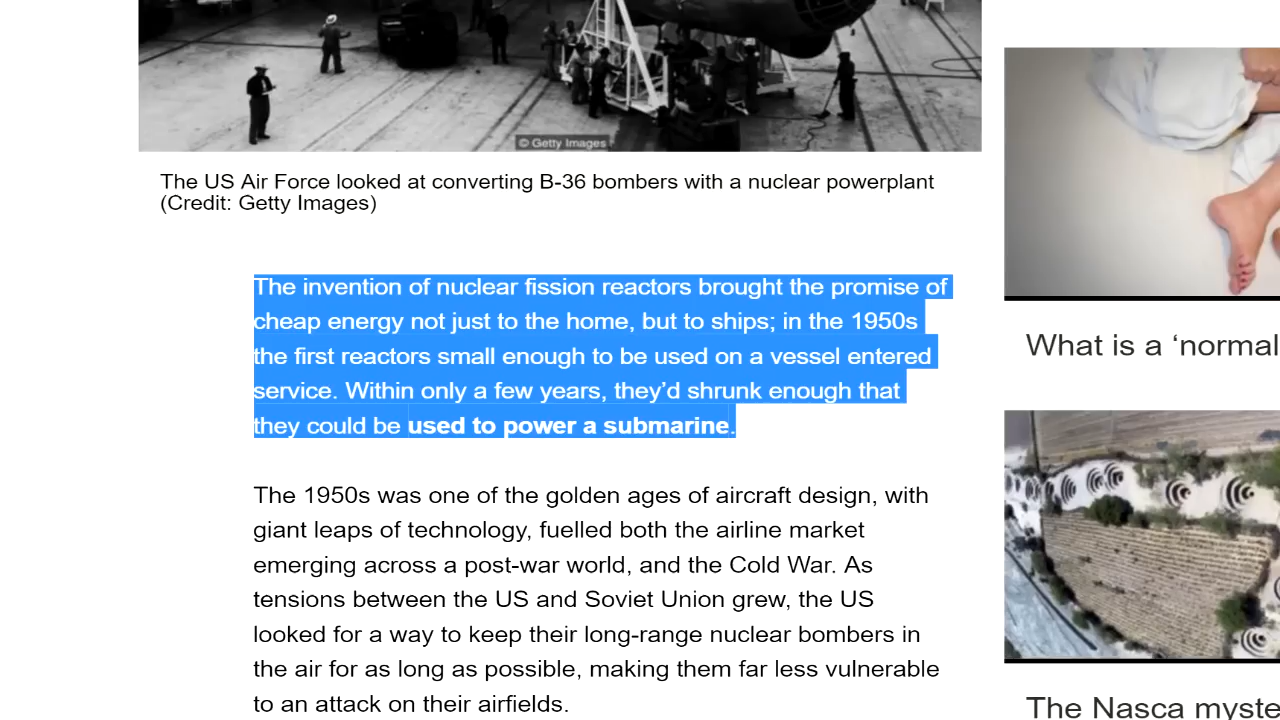 © Getty Images
The US Air Force looked at converting B-36 bombers with a nuclear powerplant
(Credit: Getty Images)
The invention of nuclear fission reactors brought the promise of
cheap energy not just to the home, but to ships; in the 1950s
the first reactors small enough to be used on a vessel entered
service. Within only a few years, they’d shrunk enough that
they could be used to power a submarine.
The 1950s was one of the golden ages of aircraft design, with
giant leaps of technology, fuelled both the airline market
emerging across a post-war world, and the Cold War. As
tensions between the US and Soviet Union grew, the US
looked for a way to keep their long-range nuclear bombers in
the air for as long as possible, making them far less vulnerable
to an attack on their airfields.
What is a ‘normal
The Nasca myste